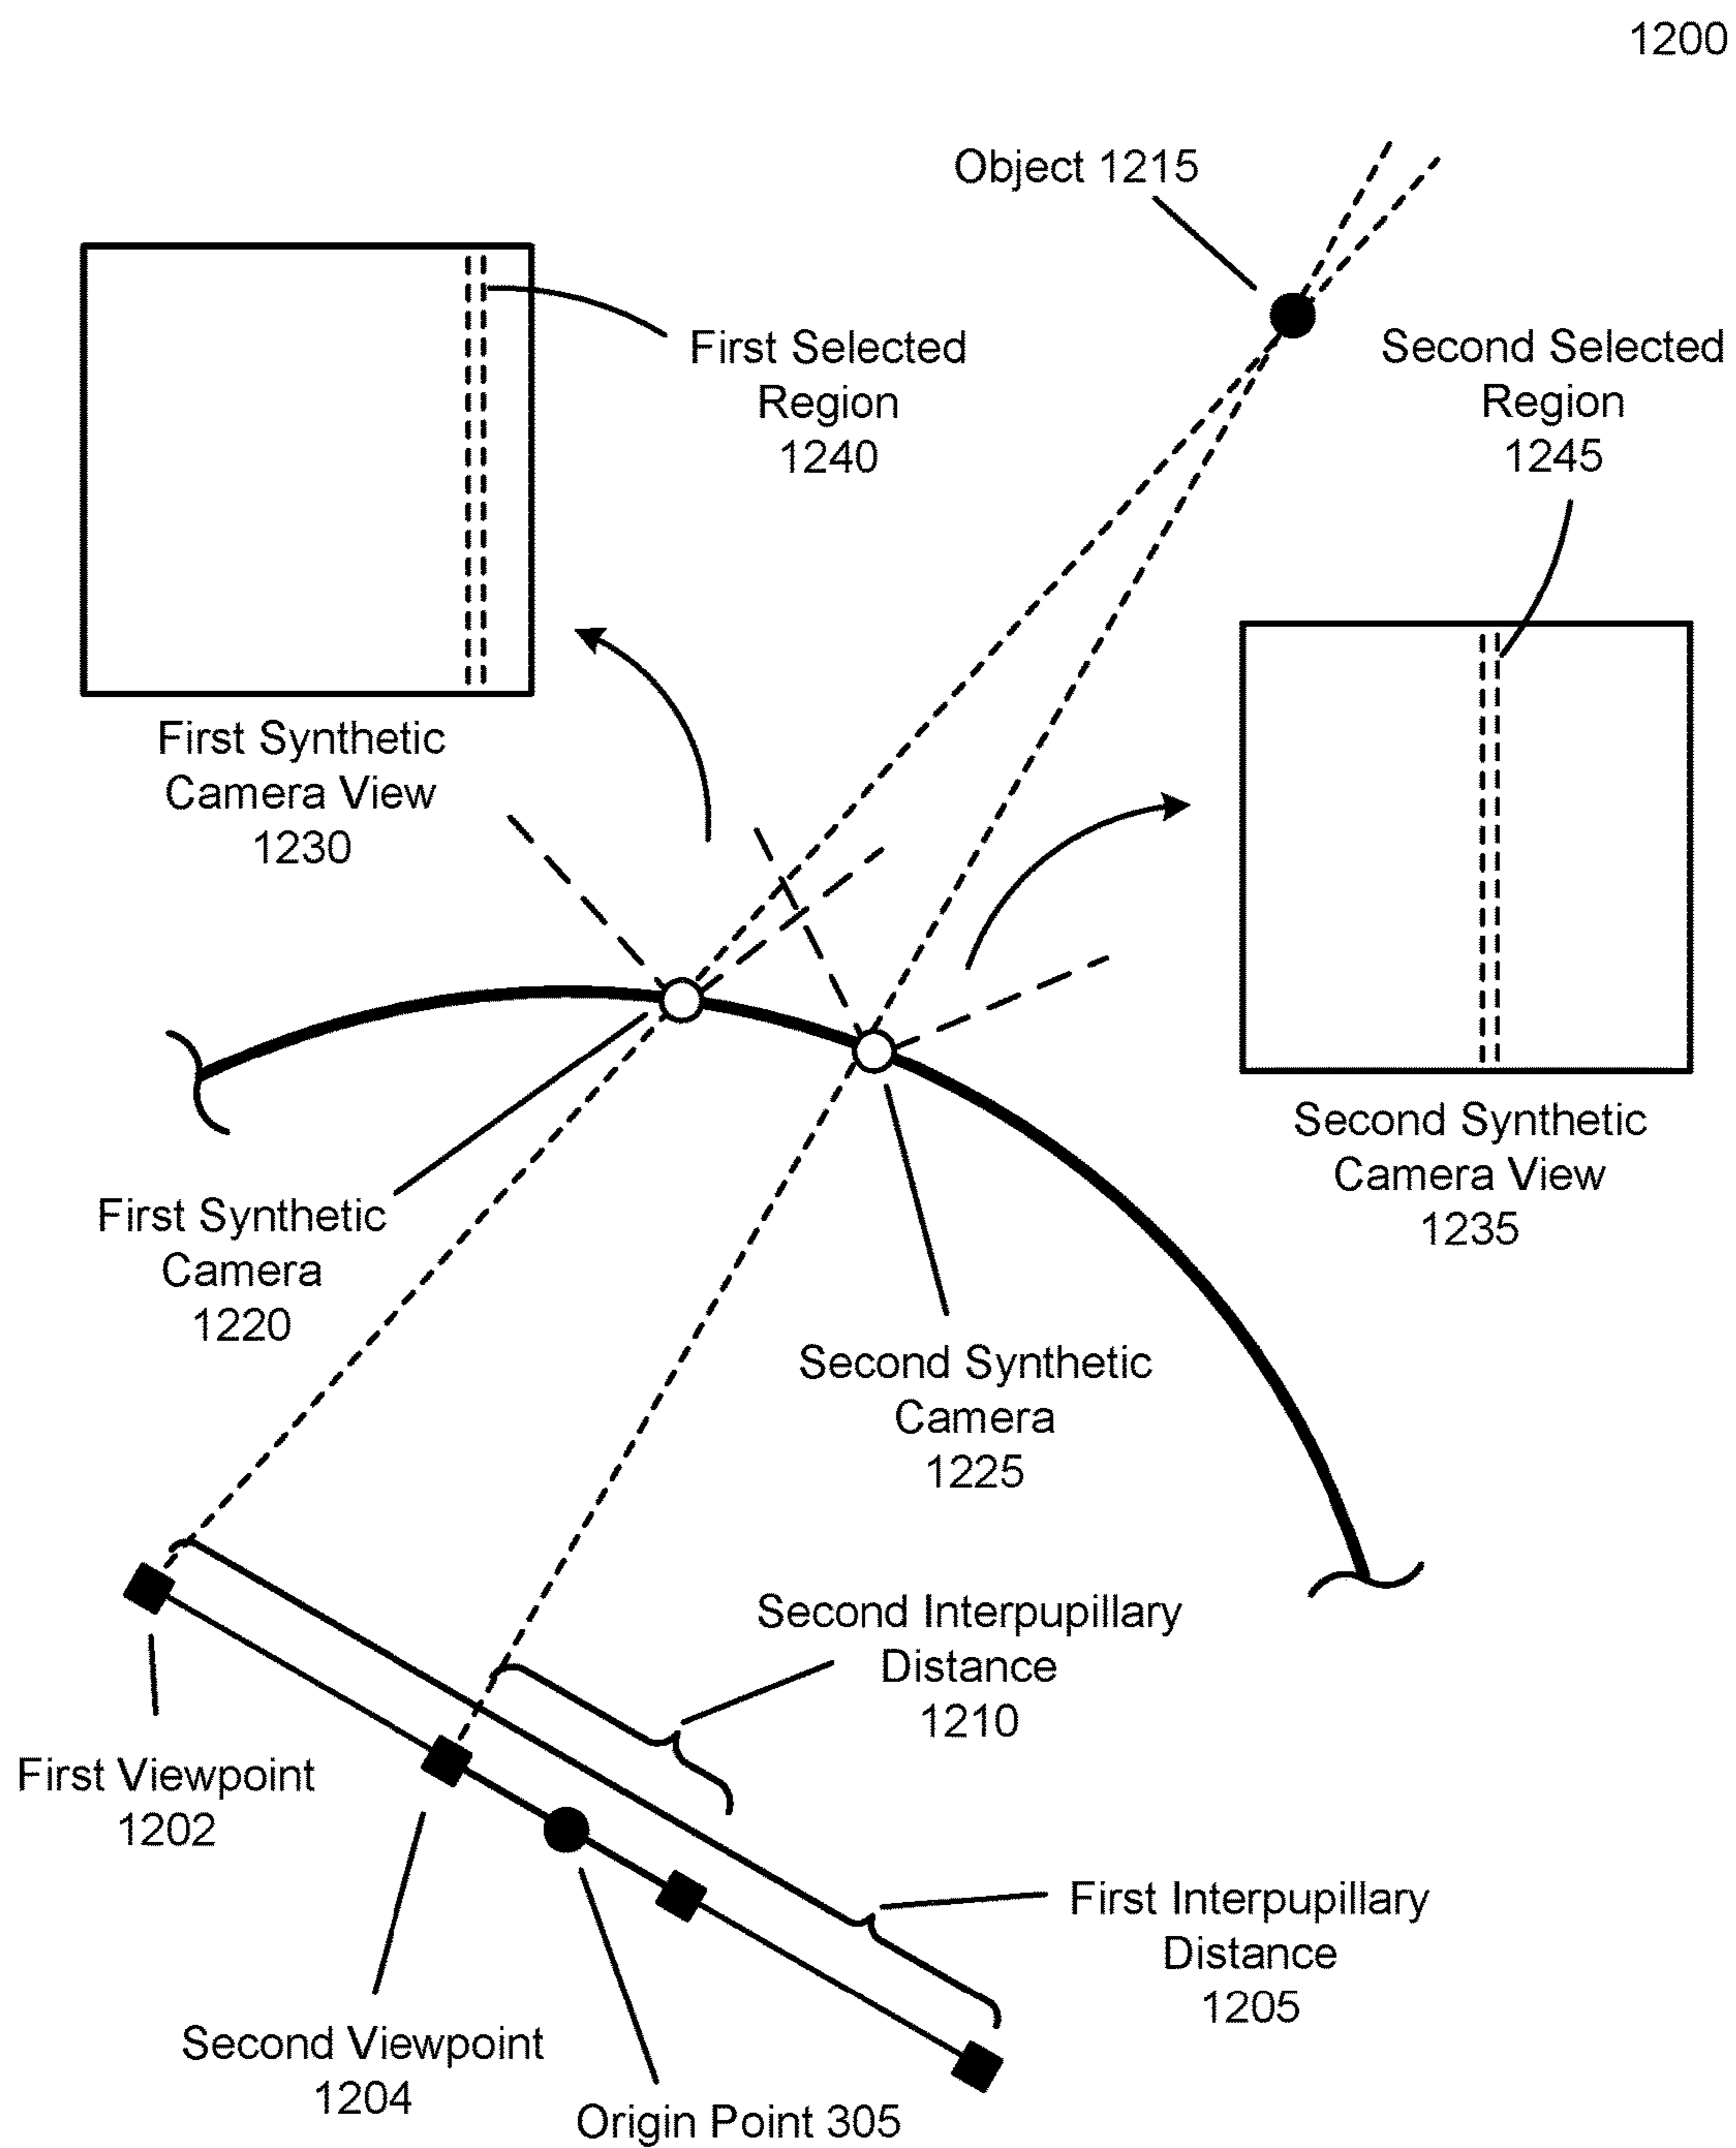 1200
Object 1215
First Selected
Region
1240
Second Selected
Region
1245
First Synthetic
Camera View
1230
Second Synthetic
Camera View
1235
First Synthetic
Camera
1220
Second Synthetic
Camera
1225
Second Interpupillary
Distance
1210
First Viewpoint
1202
First Interpupillary
Distance
1205
Second Viewpoint
1204
Origin Point 305